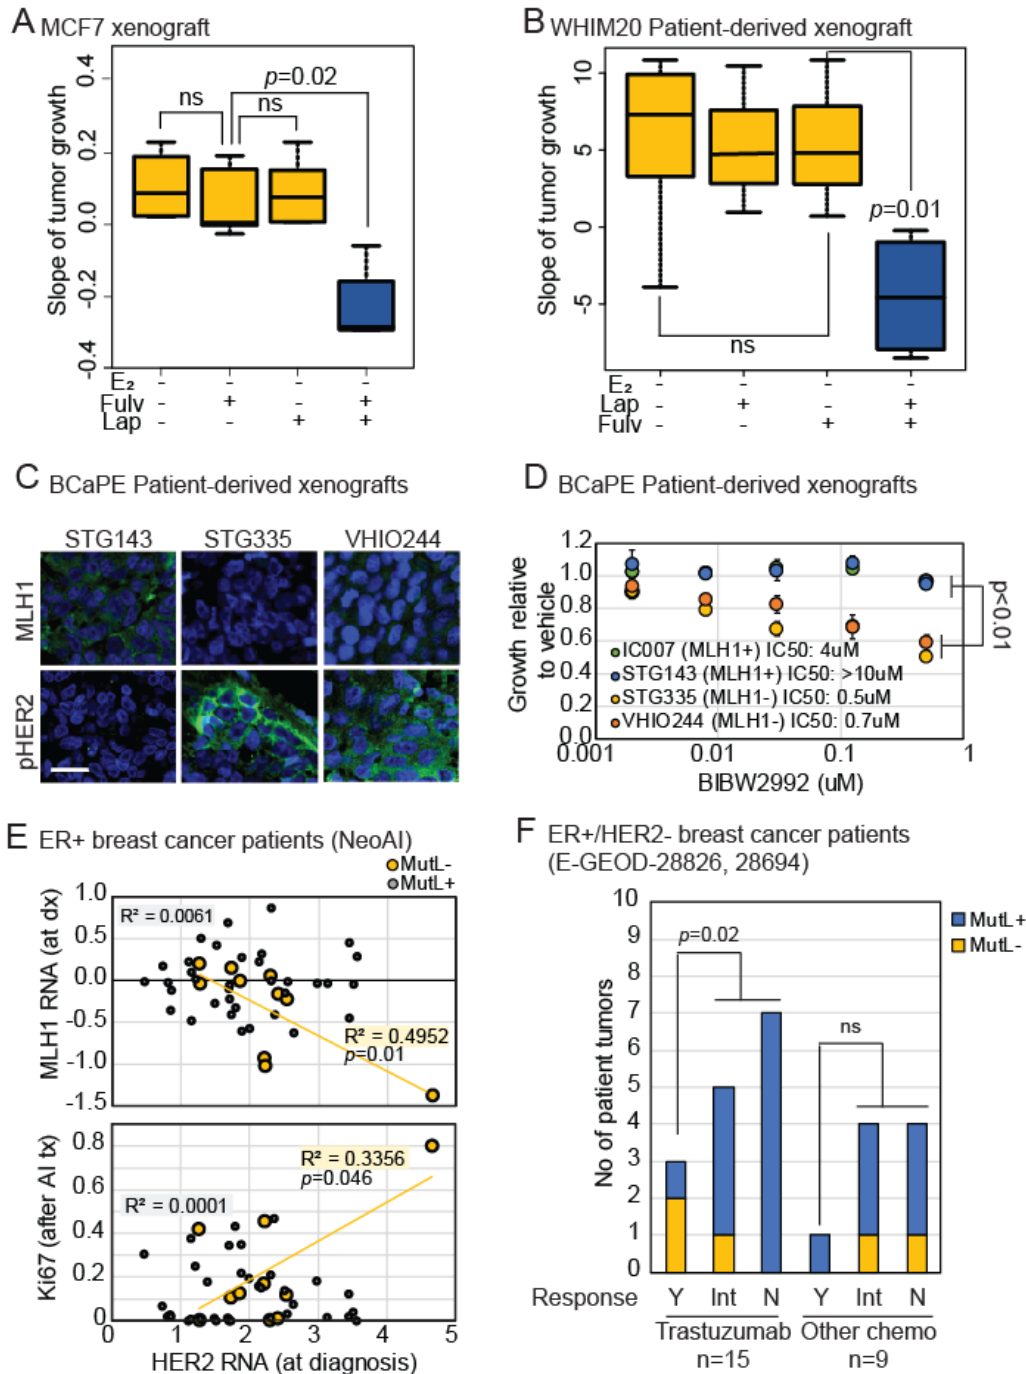 A MCF7 xenograft
Slope of tumor growth
0.4
0.2
0.0
-0.2
-0.4
ns
ns
p=0.02
E₂ - - - -
Fulv - + - +
Lap - - + +
B WHIM20 Patient-derived xenograft
Slope of tumor growth
10
5
0
-5
p=0.01
ns
E₂ - - - -
Lap - + - +
Fulv - - + +
C BCaPE Patient-derived xenografts
STG143 STG335 VHIO244
MLH1
pHER2
D BCaPE Patient-derived xenografts
Growth relative
to vehicle
1.2
1.0
0.8
0.6
0.4
0.2
0.0
IC007 (MLH1+) IC50: 4uM
STG143 (MLH1+) IC50: >10uM
STG335 (MLH1-) IC50: 0.5uM
VHIO244 (MLH1-) IC50: 0.7uM
p<0.01
0.001 0.01 0.1 1
BIBW2992 (uM)
E ER+ breast cancer patients (NeoAI)
MutL-
MutL+
MLH1 RNA (at dx)
1.0
0.5
0.0
-0.5
-1.0
-1.5
R² = 0.0061
R² = 0.4952
p=0.01
Ki67 (after AI tx)
0.8
0.6
0.4
0.2
0
R² = 0.3356
p=0.046
R² = 0.0001
0 1 2 3 4 5
HER2 RNA (at diagnosis)
F ER+/HER2- breast cancer patients
(E-GEOD-28826, 28694)
MutL+
MutL-
No of patient tumors
10
9
8
7
6
5
4
3
2
1
0
p=0.02
ns
Response Y Int N Y Int N
Trastuzumab Other chemo
n=15 n=9